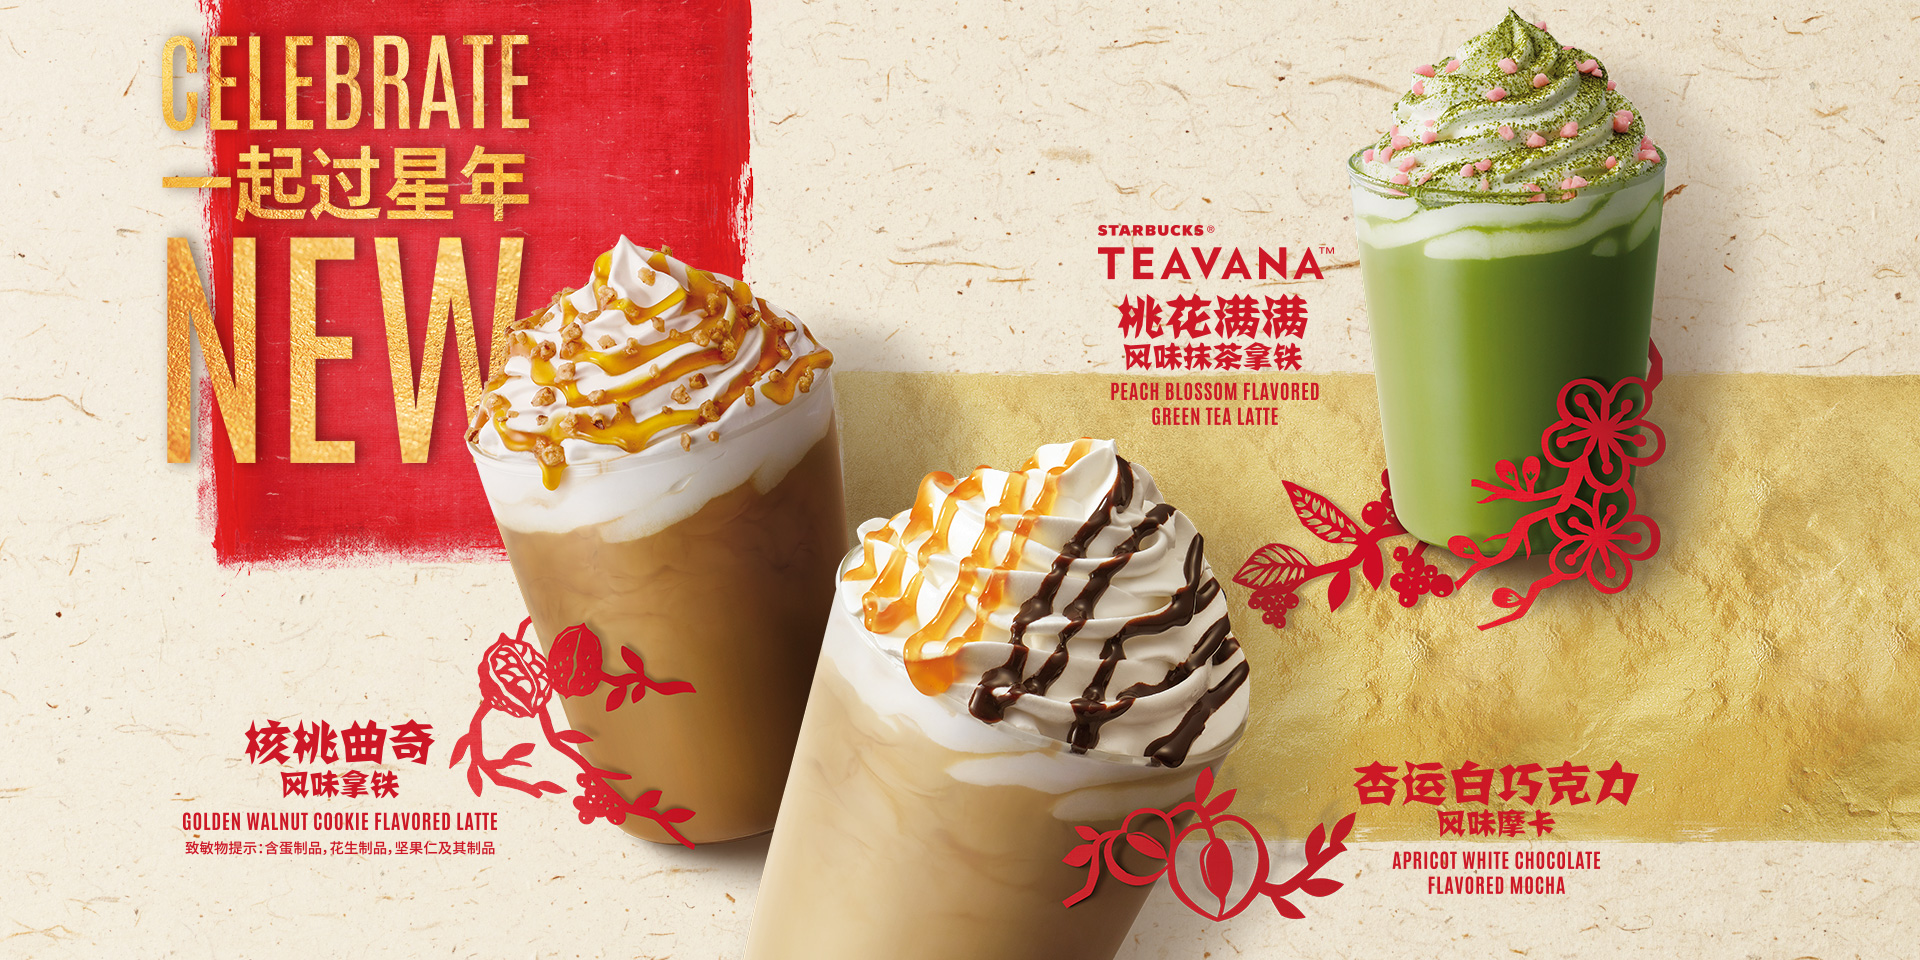 CELEBRATE
一起过星年
NEW
STARBUCKS®
TEAVANA™
桃花满满
风味抹茶拿铁
PEACH BLOSSOM FLAVORED
GREEN TEA LATTE
核桃曲奇
风味拿铁
GOLDEN WALNUT COOKIE FLAVORED LATTE
致敏物提示：含蛋制品，花生制品，坚果仁及其制品
杏运白巧克力
风味摩卡
APRICOT WHITE CHOCOLATE
FLAVORED MOCHA